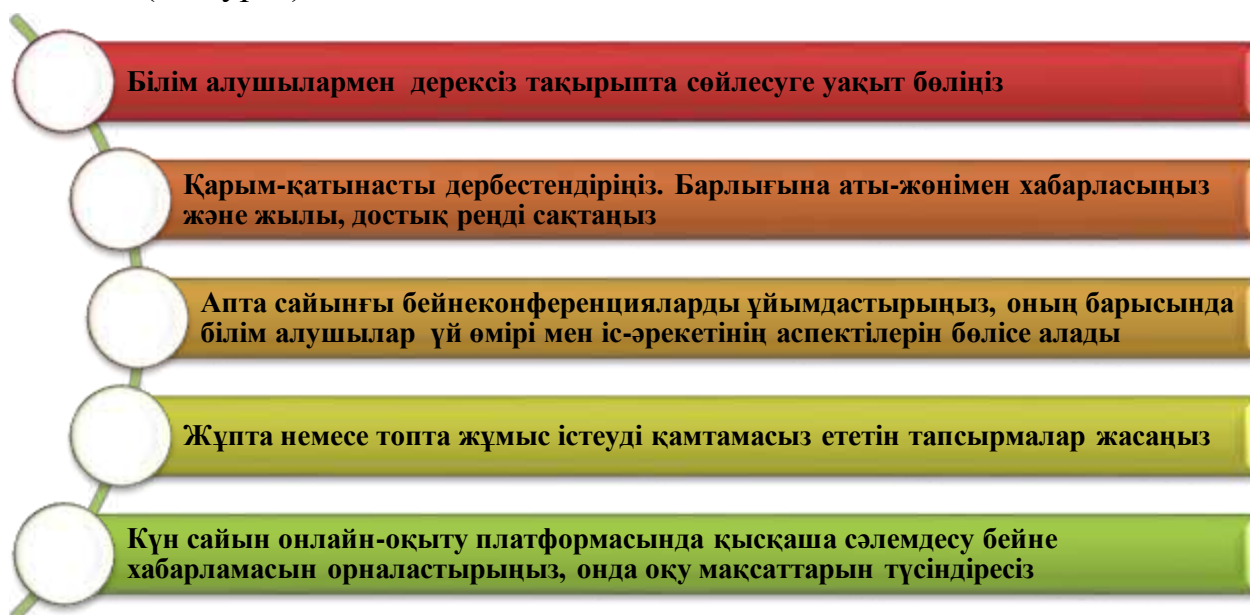 Білім алушылармен дерексіз тақырыпта сөйлесуге уақыт бөліңіз
Қарым-қатынасты дербестендіріңіз. Барлығына аты-жөнімен хабарласыңыз
және жылы, достық реңді сақтаңыз
Апта сайынғы бейнеконференцияларды ұйымдастырыңыз, оның барысында
білім алушылар үй өмірі мен іс-әрекетінің аспектілерін бөлісе алады
Жұпта немесе топта жұмыс істеуді қамтамасыз ететін тапсырмалар жасаңыз
Күн сайын онлайн-оқыту платформасында қысқаша сәлемдесу бейне
хабарламасын орналастырыңыз, онда оқу мақсаттарын түсіндіресіз